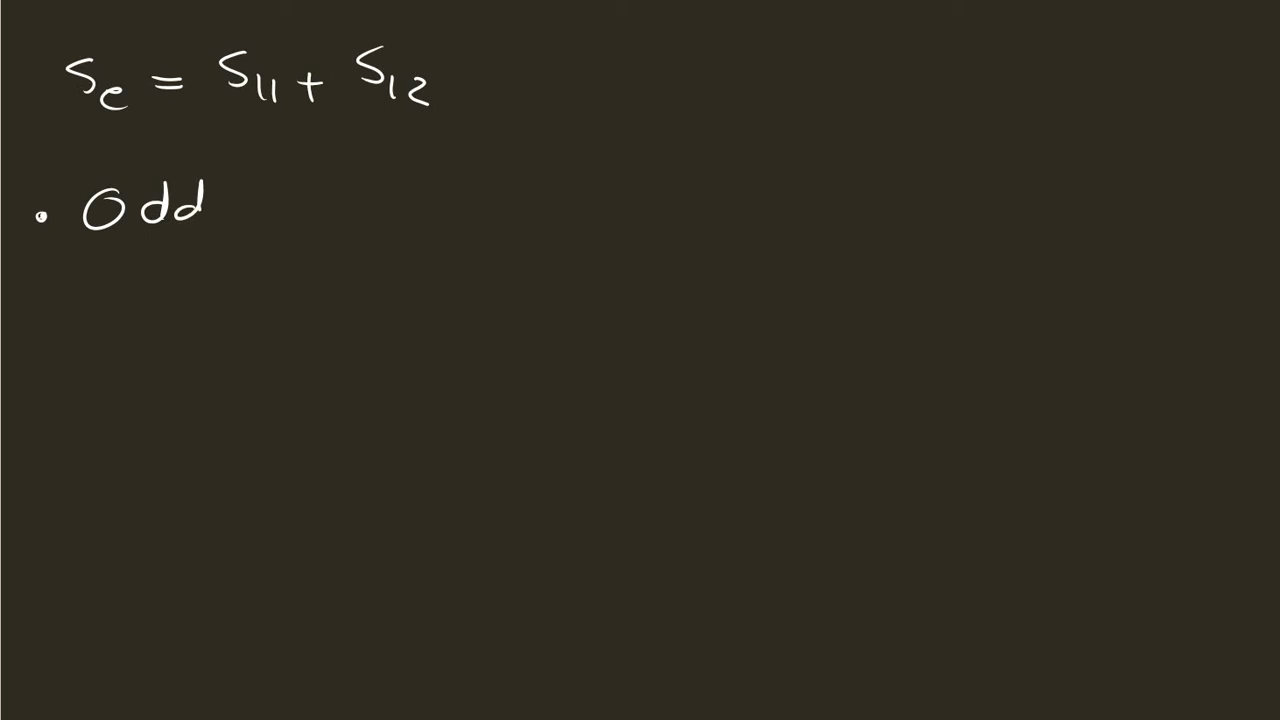 Se = S11 + S12
• Odd